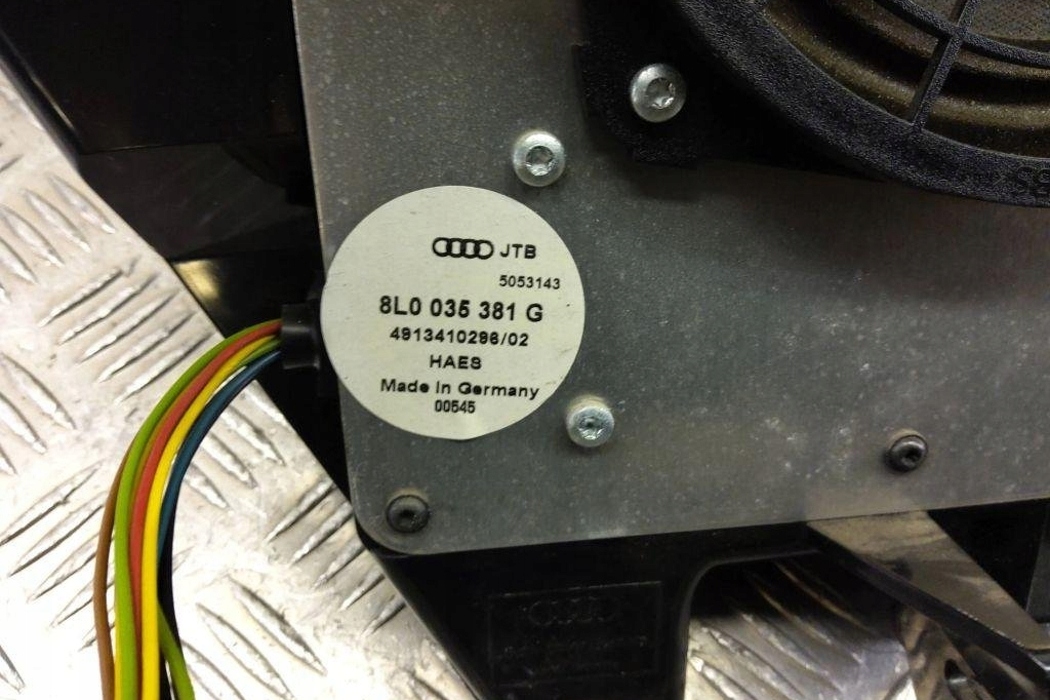 JTB
5053143
8L0 035 381 G
4913410296/02
HAES
Made in Germany
00545